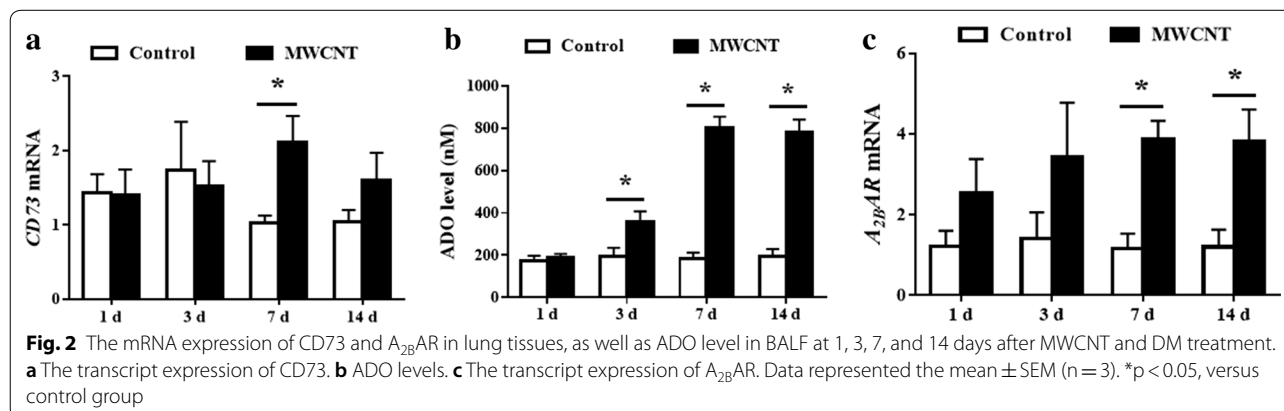 a
Control MWCNT
CD73 mRNA
3
2
1
0
*
1 d 3 d 7 d 14 d
b
Control MWCNT
ADO level (nM)
1000
800
600
400
200
0
*
*
*
1 d 3 d 7 d 14 d
c
Control MWCNT
A2BAR mRNA
6
4
2
0
*
*
1 d 3 d 7 d 14 d
Fig. 2 The mRNA expression of CD73 and A2BAR in lung tissues, as well as ADO level in BALF at 1, 3, 7, and 14 days after MWCNT and DM treatment.
a The transcript expression of CD73. b ADO levels. c The transcript expression of A2BAR. Data represented the mean ± SEM (n = 3). *p < 0.05, versus
control group